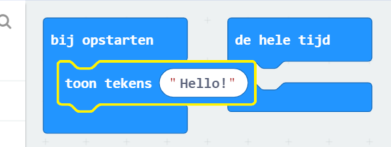 bij opstarten
de hele tijd
toon tekens "Hello!"